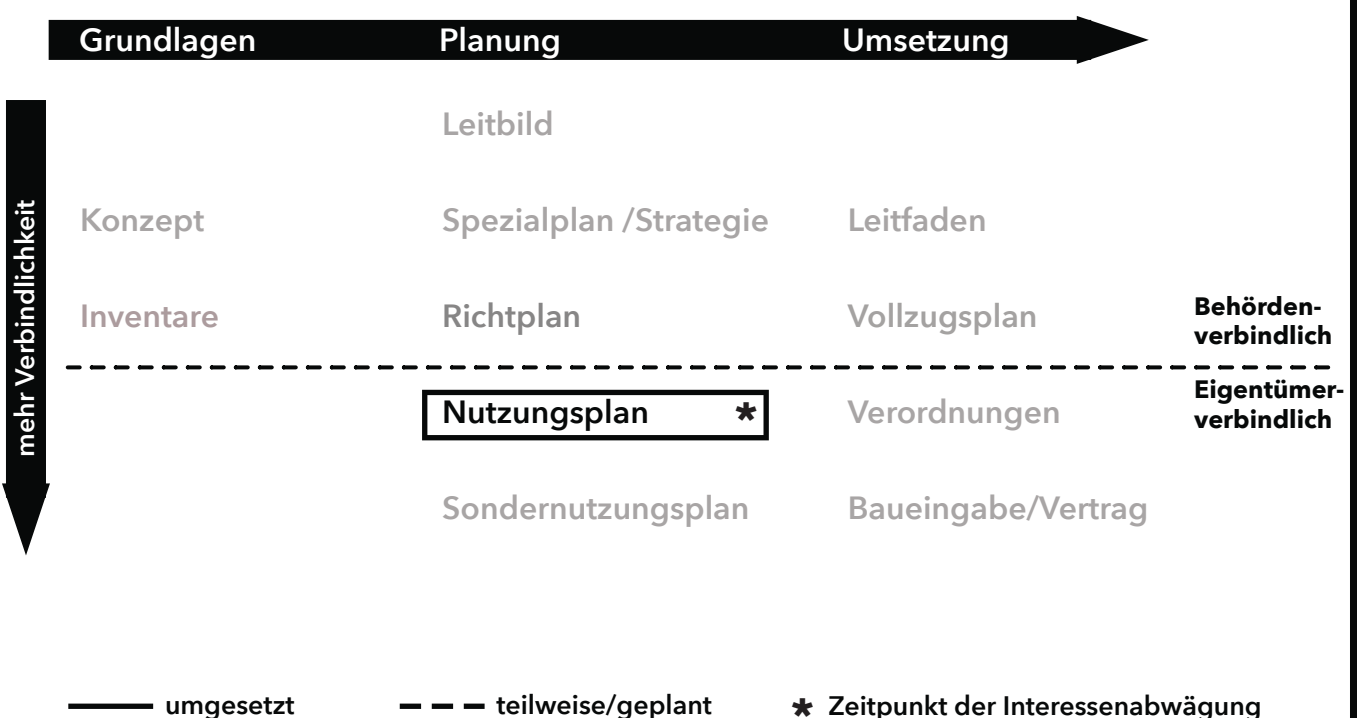 Grundlagen Planung Umsetzung
mehr Verbindlichkeit
Leitbild
Konzept Spezialplan /Strategie Leitfaden
Inventare Richtplan Vollzugsplan
Behörden-
verbindlich
Nutzungsplan * Verordnungen
Eigentümer-
verbindlich
Sondernutzungsplan Baueingabe/Vertrag
umgesetzt teilweise/geplant * Zeitpunkt der Interessenabwägung